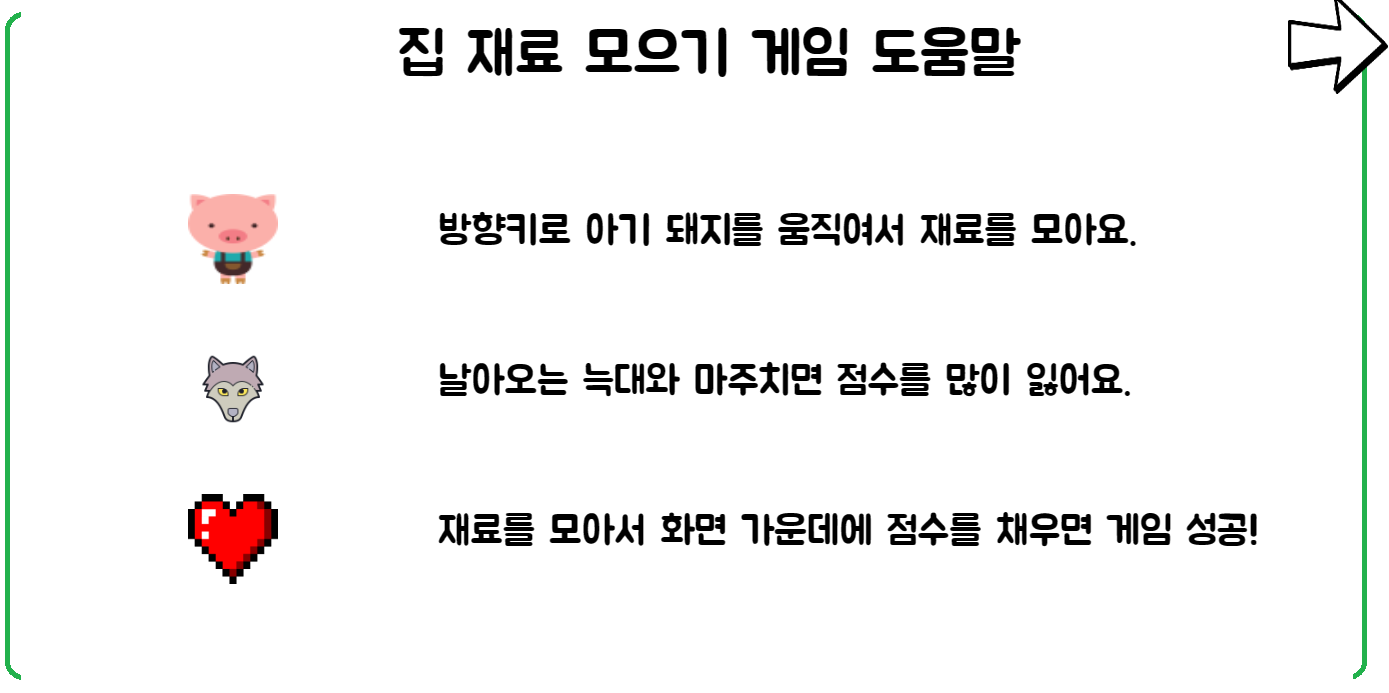 집 재료 모으기 게임 도움말
방향키로 아기 돼지를 움직여서 재료를 모아요.
날아오는 늑대와 마주치면 점수를 많이 잃어요.
재료를 모아서 화면 가운데에 점수를 채우면 게임 성공!